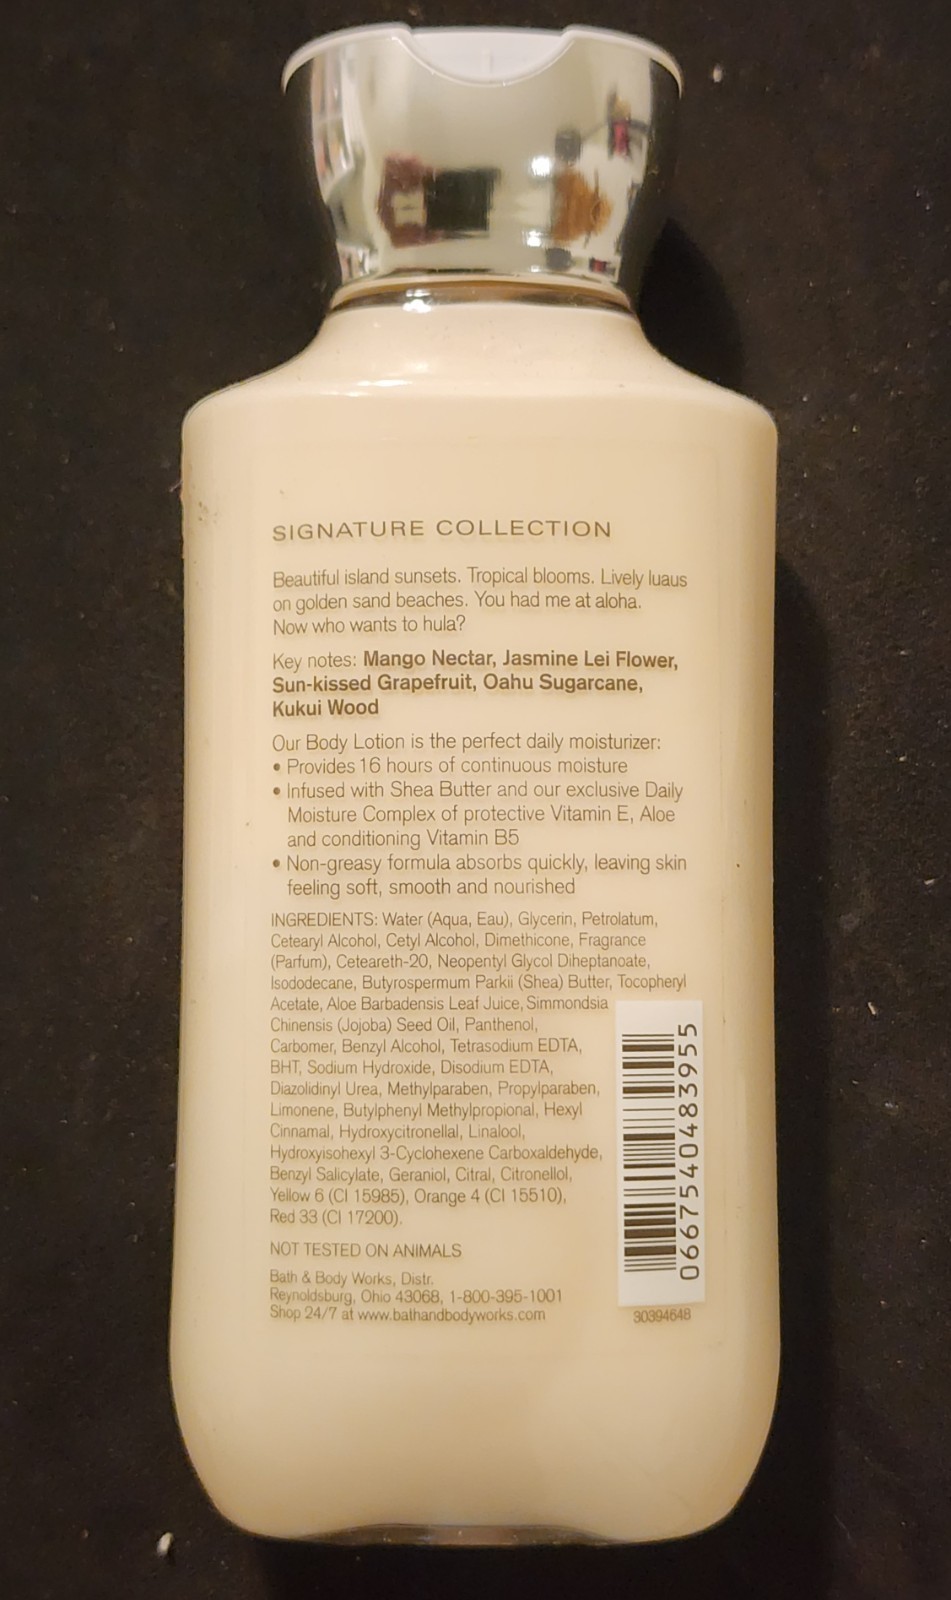 SIGNATURE COLLECTION
Beautiful island sunsets. Tropical blooms. Lively luaus
on golden sand beaches. You had me at aloha.
Now who wants to hula?
Key notes: Mango Nectar, Jasmine Lei Flower,
Sun-kissed Grapefruit, Oahu Sugarcane,
Kukui Wood
Our Body Lotion is the perfect daily moisturizer:
• Provides 16 hours of continuous moisture
• Infused with Shea Butter and our exclusive Daily
Moisture Complex of protective Vitamin E, Aloe
and conditioning Vitamin B5
• Non-greasy formula absorbs quickly, leaving skin
feeling soft, smooth and nourished
INGREDIENTS: Water (Aqua, Eau), Glycerin, Petrolatum,
Cetearyl Alcohol, Cetyl Alcohol, Dimethicone, Fragrance
(Parfum), Ceteareth-20, Neopentyl Glycol Diheptanoate,
Isododecane, Butyrospermum Parkii (Shea) Butter, Tocopheryl
Acetate, Aloe Barbadensis Leaf Juice, Simmondsia
Chinensis (Jojoba) Seed Oil, Panthenol,
Carbomer, Benzyl Alcohol, Tetrasodium EDTA,
BHT, Sodium Hydroxide, Disodium EDTA,
Diazolidinyl Urea, Methylparaben, Propylparaben,
Limonene, Butylphenyl Methylpropional, Hexyl
Cinnamal, Hydroxycitronellal, Linalool,
Hydroxyisohexyl 3-Cyclohexene Carboxaldehyde,
Benzyl Salicylate, Geraniol, Citral, Citronellol,
Yellow 6 (CI 15985), Orange 4 (CI 15510),
Red 33 (CI 17200).
NOT TESTED ON ANIMALS
Bath & Body Works, Distr.
Reynoldsburg, Ohio 43068, 1-800-395-1001
Shop 24/7 at www.bathandbodyworks.com
0667540483955
30394648